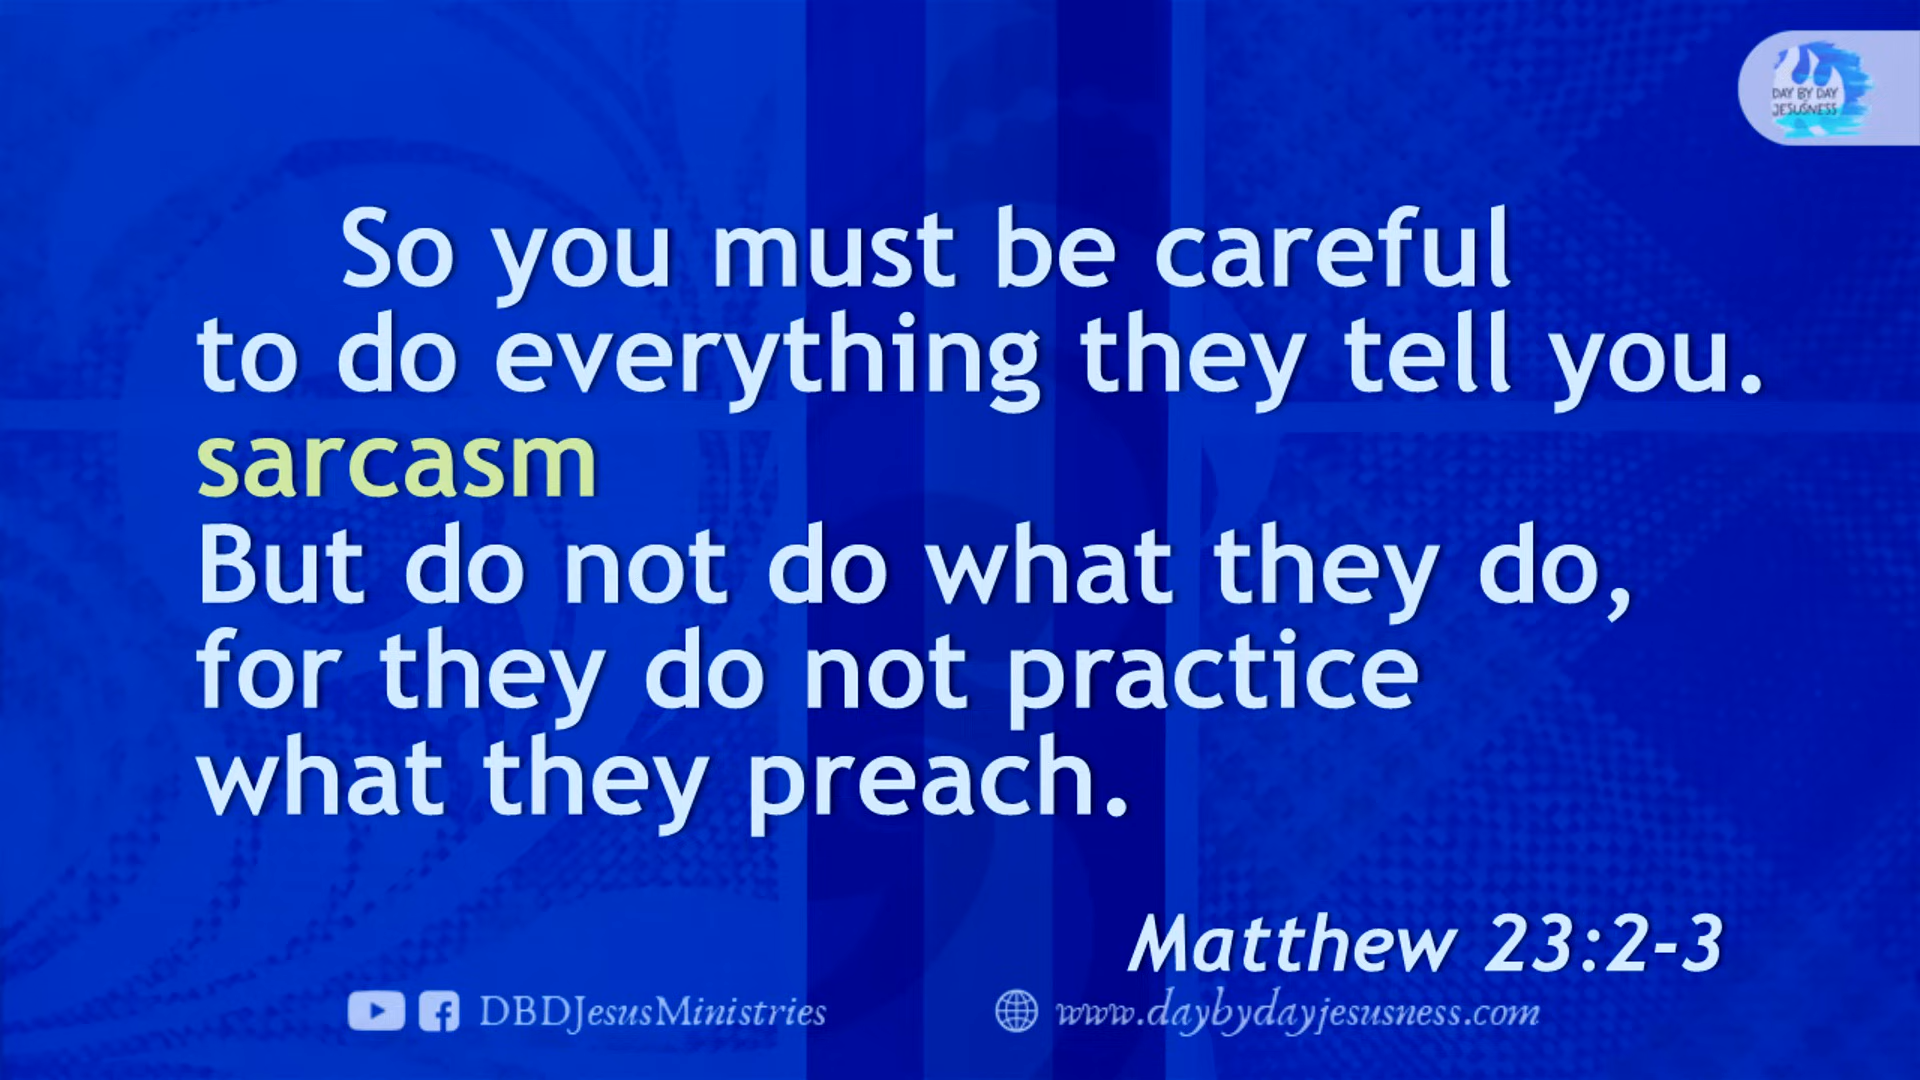 DAY BY DAY
JESUSNESS
So you must be careful
to do everything they tell you.
sarcasm
But do not do what they do,
for they do not practice
what they preach.
Matthew 23:2-3
DBDJesusMinistries
www.daybydayjesusness.com